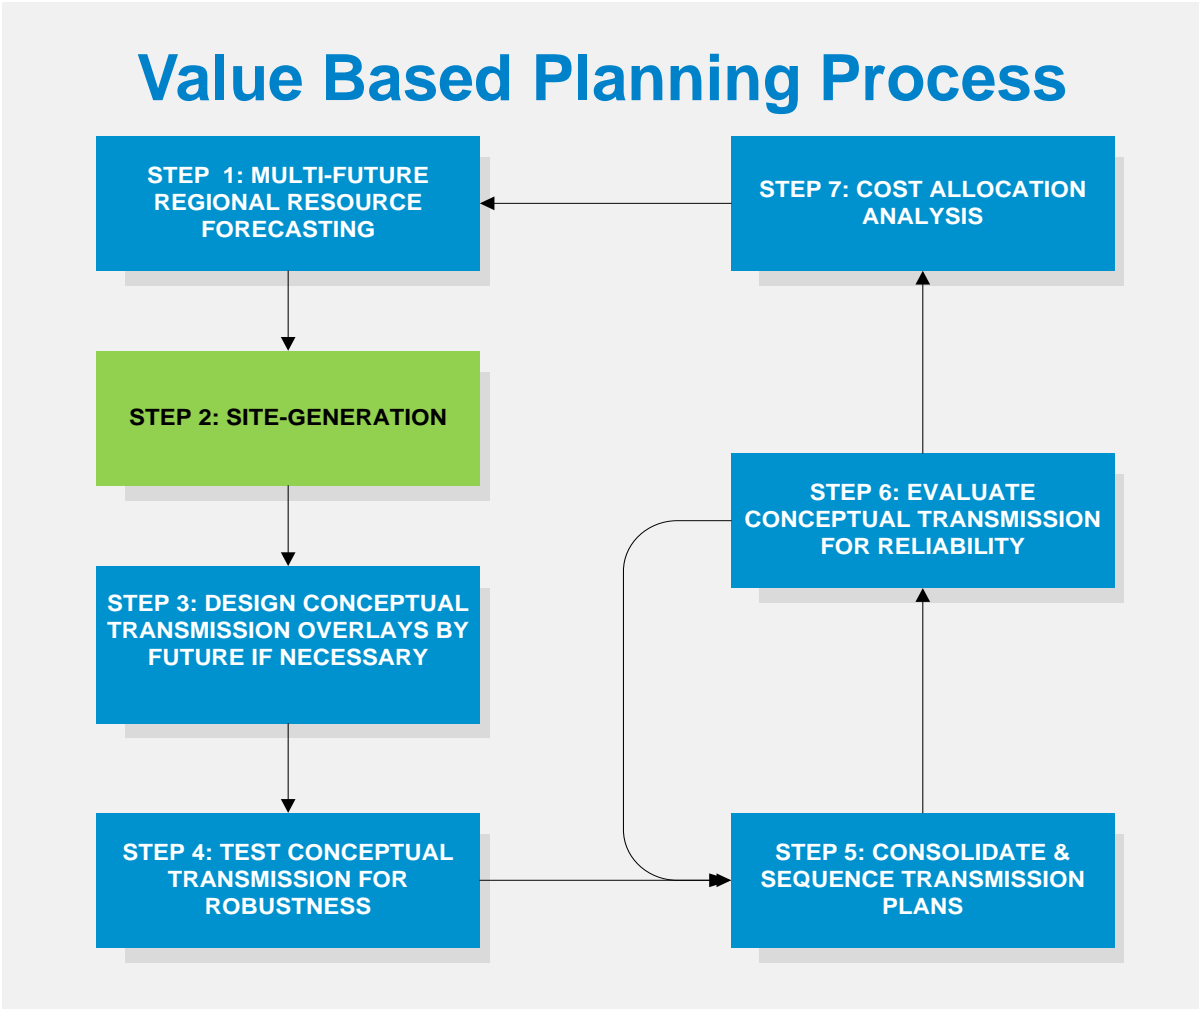 Value Based Planning Process
STEP  1: MULTI-FUTURE
REGIONAL RESOURCE
FORECASTING
STEP 2: SITE-GENERATION
STEP 3: DESIGN CONCEPTUAL
TRANSMISSION OVERLAYS BY
FUTURE IF NECESSARY
STEP 4: TEST CONCEPTUAL
TRANSMISSION FOR
ROBUSTNESS
STEP 5: CONSOLIDATE &
SEQUENCE TRANSMISSION
PLANS
STEP 6: EVALUATE
CONCEPTUAL TRANSMISSION
FOR RELIABILITY
STEP 7: COST ALLOCATION
ANALYSIS